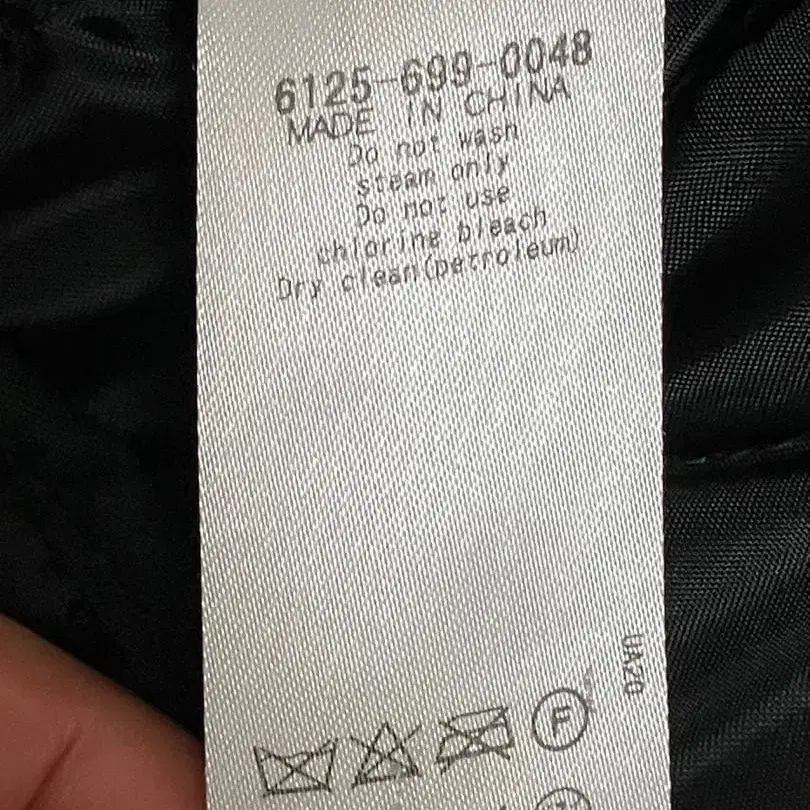 6125-699-0048
MADE IN CHINA
Do not wash
steam only
Do not use
chlorine bleach
Dry clean(petroleum)
UA20
F